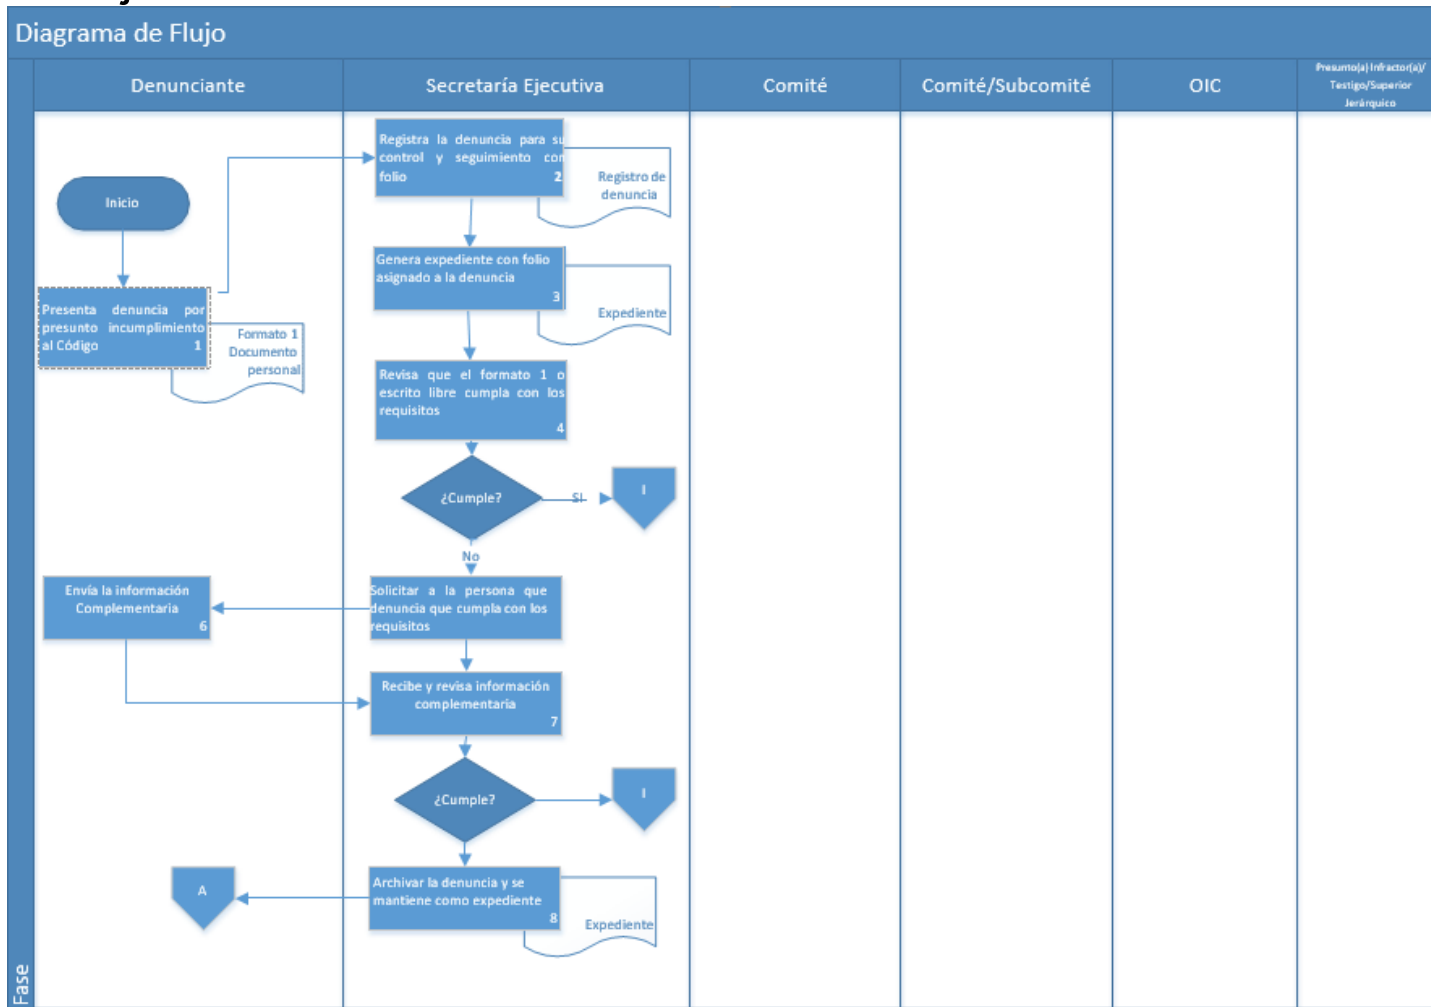 Diagrama de Flujo
Denunciante
Secretaría Ejecutiva
Comité
Comité/Subcomité
OIC
Presunto(a) Infractor(a)/
Testigo/Superior
Jerárquico
Registra la denuncia para su
control y seguimiento con
folio 2
Registro de
denuncia
Inicio
Genera expediente con folio
asignado a la denuncia
3
Expediente
Presenta denuncia por
presunto incumplimiento
al Código 1
Formato 1
Documento
personal
Revisa que el formato 1 o
escrito libre cumpla con los
requisitos
4
¿Cumple?
SI
I
No
Envía la información
Complementaria
6
Solicitar a la persona que
denuncia que cumpla con los
requisitos
Recibe y revisa información
complementaria
7
¿Cumple?
I
Archivar la denuncia y se
mantiene como expediente
8
Expediente
A
Fase